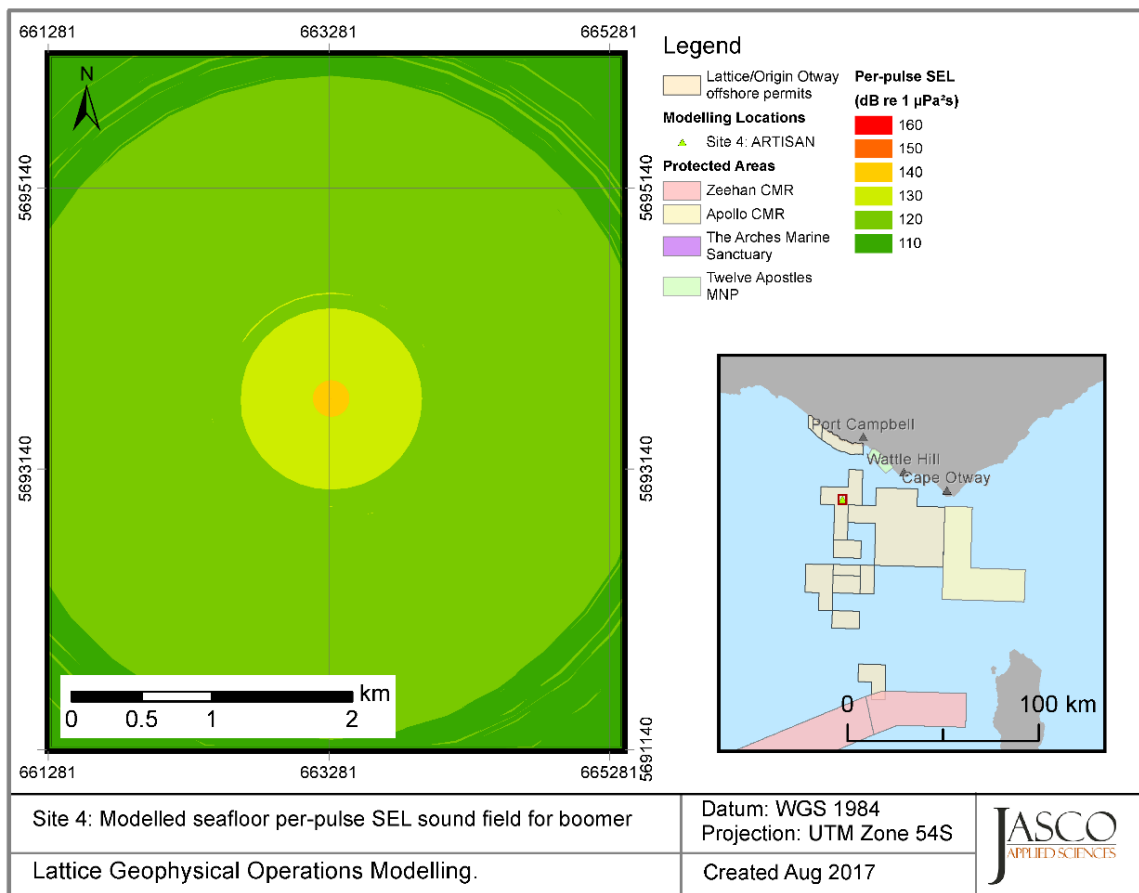 661281
663281
665281
N
5695140
5695140
5693140
5693140
5691140
km
0
0.5
1
2
661281
663281
665281
Legend
Lattice/Origin Otway
offshore permits
Modelling Locations
Site 4: ARTISAN
Protected Areas
Zeehan CMR
Apollo CMR
The Arches Marine
Sanctuary
Twelve Apostles
MNP
Per-pulse SEL
(dB re 1 µPa²s)
160
150
140
130
120
110
Port Campbell
Wattle Hill
Cape Otway
0
100 km
Site 4: Modelled seafloor per-pulse SEL sound field for boomer
Lattice Geophysical Operations Modelling.
Datum: WGS 1984
Projection: UTM Zone 54S
Created Aug 2017
JASCO
APPLIED SCIENCES